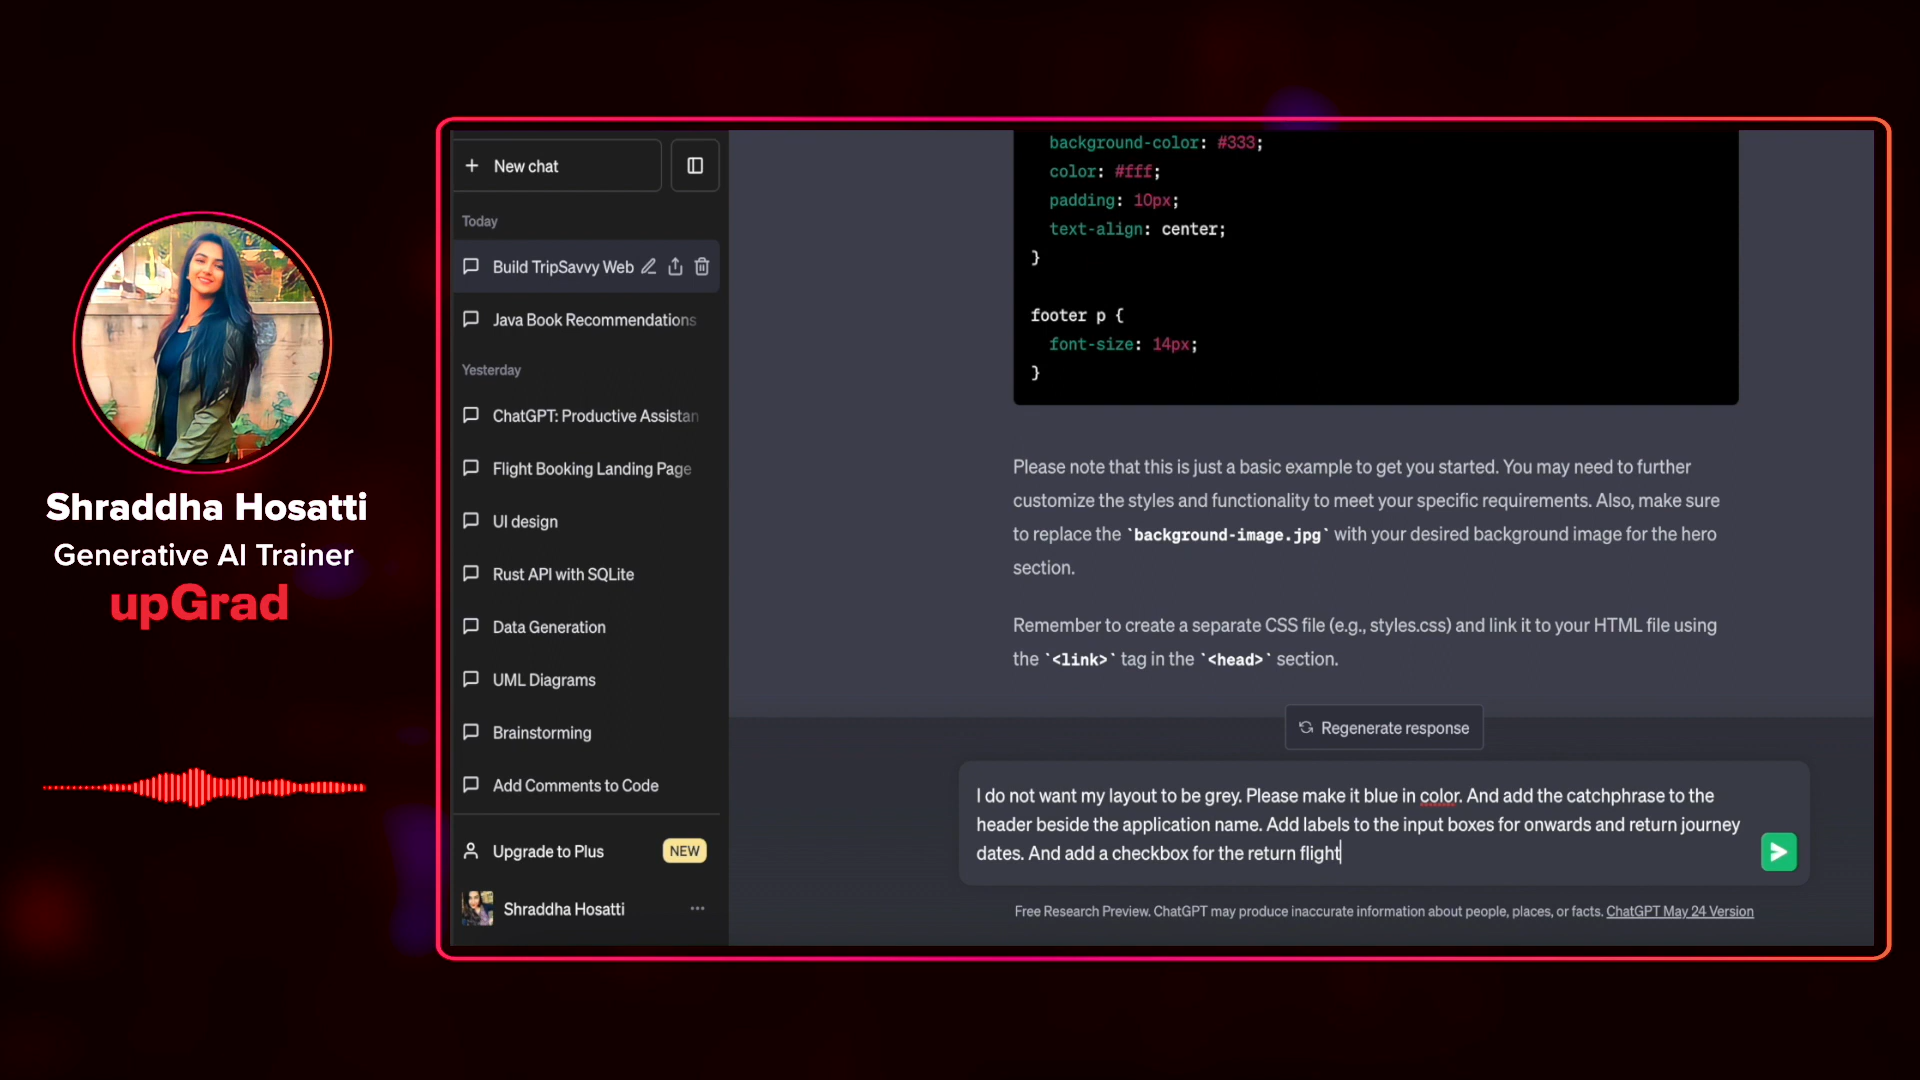 Shraddha Hosatti
Generative AI Trainer
upGrad
New chat
Today
Build TripSavvy Web
Java Book Recommendations
Yesterday
ChatGPT: Productive Assistan
Flight Booking Landing Page
UI design
Rust API with SQLite
Data Generation
UML Diagrams
Brainstorming
Add Comments to Code
Upgrade to Plus NEW
Shraddha Hosatti
background-color: #333;
color: #fff;
padding: 10px;
text-align: center;
}
footer p {
font-size: 14px;
}
Please note that this is just a basic example to get you started. You may need to further
customize the styles and functionality to meet your specific requirements. Also, make sure
to replace the `background-image.jpg` with your desired background image for the hero
section.
Remember to create a separate CSS file (e.g., styles.css) and link it to your HTML file using
the `<link>` tag in the `<head>` section.
Regenerate response
I do not want my layout to be grey. Please make it blue in color. And add the catchphrase to the
header beside the application name. Add labels to the input boxes for onwards and return journey
dates. And add a checkbox for the return flight
Free Research Preview. ChatGPT may produce inaccurate information about people, places, or facts. ChatGPT May 24 Version